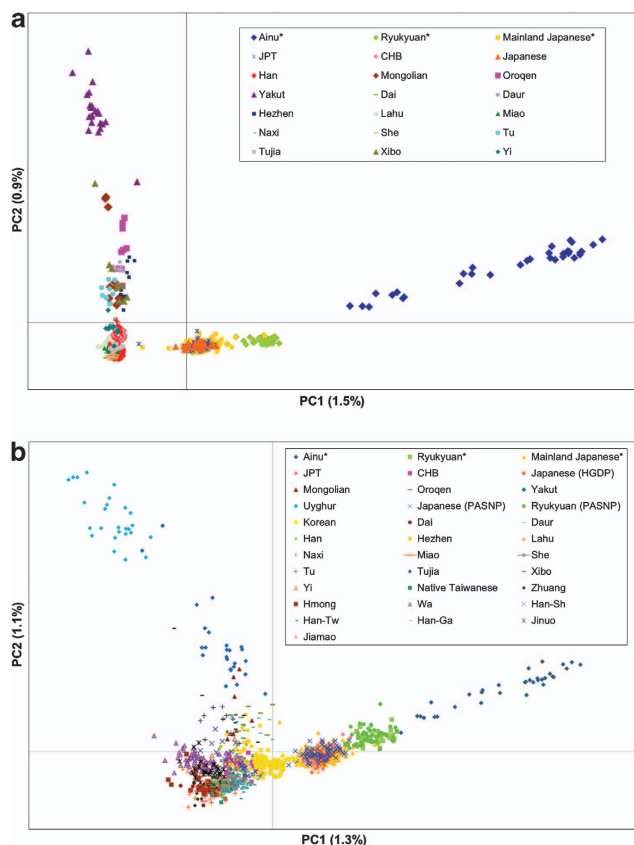 a
Ainu* Ryukyuan* Mainland Japanese*
JPT CHB Japanese
Han Mongolian Oroqen
Yakut Dai Daur
Hezhen Lahu Miao
Naxi She Tu
Tujia Xibo Yi
PC2 (0.9%)
PC1 (1.5%)
b
Ainu* Ryukyuan* Mainland Japanese*
JPT CHB Japanese (HGDP)
Mongolian Oroqen Yakut
Uyghur Japanese (PASNP) Ryukyuan (PASNP)
Korean Dai Daur
Han Hezhen Lahu
Naxi Miao She
Tu Tujia Xibo
Yi Native Taiwanese Zhuang
Hmong Wa Han-Sh
Han-Tw Han-Ga Jinuo
Jiamao
PC2 (1.1%)
PC1 (1.3%)